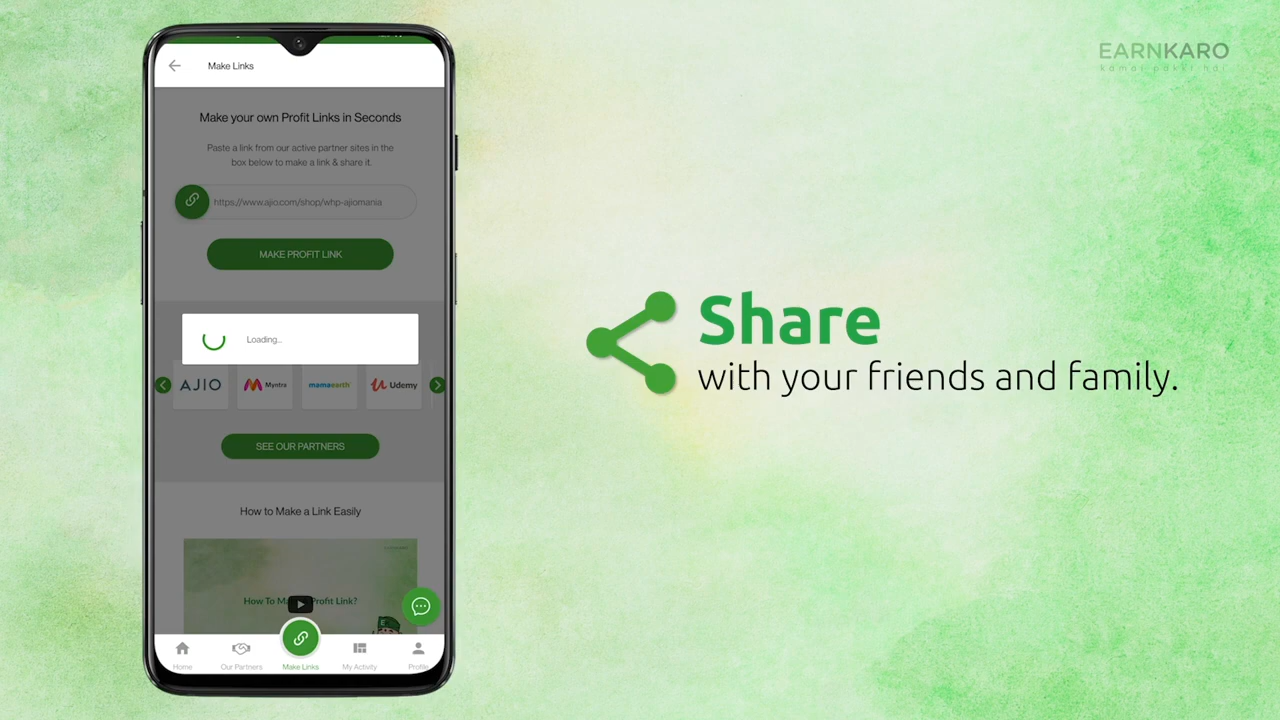 EARNKARO
kamai pakki hai
Make Links
Make your own Profit Links in Seconds
Paste a link from our active partner sites in the
box below to make a link & share it.
https://www.ajio.com/shop/whp-ajiomania
MAKE PROFIT LINK
Loading...
AJIO
Myntra
mamaearth
Udemy
SEE OUR PARTNERS
How to Make a Link Easily
Profit Link?
Home
Our Partners
Make Links
My Activity
Profile
Share
with your friends and family.